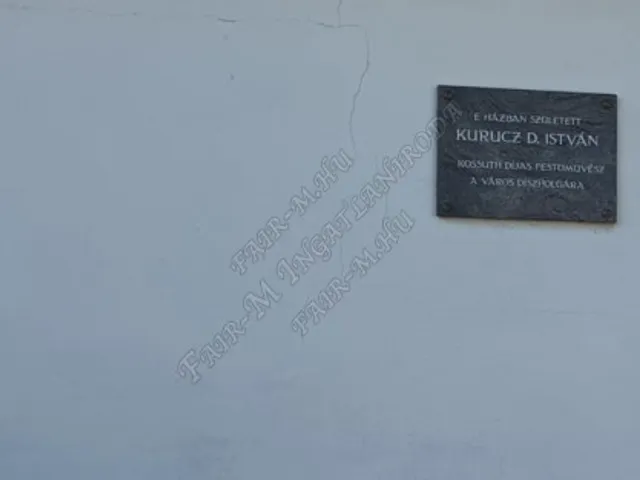 E HÁZBAN SZÜLETETT
KURUCZ D. ISTVÁN
KOSSUTH DÍJAS FESTŐMŰVÉSZ
A VÁROS DÍSZPOLGÁRA
FAIR-M.HU
FAIR-M INGATLANIRODA
FAIR-M.HU